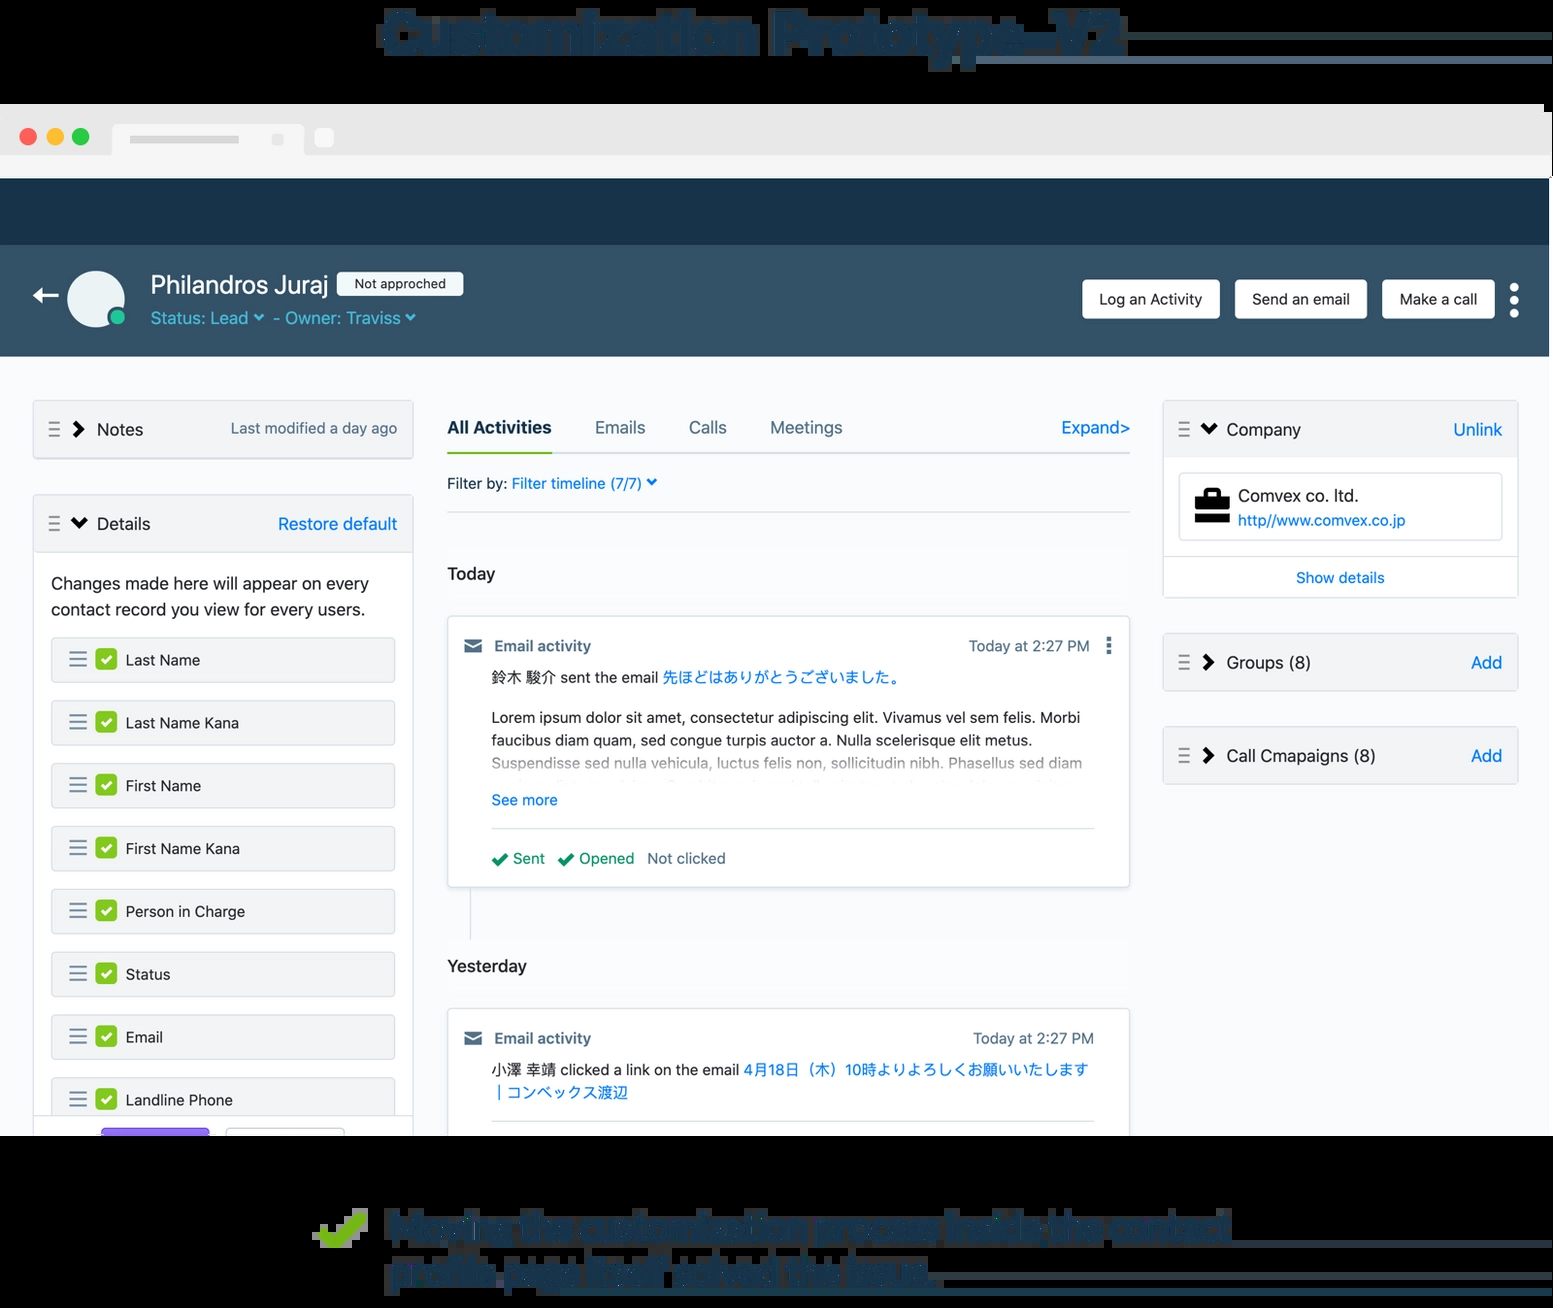 Customization Prototype_V2
Philandros Juraj
Not approched
Status: Lead - Owner: Traviss
Log an Activity
Send an email
Make a call
Notes
Last modified a day ago
Details
Restore default
Changes made here will appear on every
contact record you view for every users.
Last Name
Last Name Kana
First Name
First Name Kana
Person in Charge
Status
Email
Landline Phone
All Activities
Emails
Calls
Meetings
Expand>
Filter by: Filter timeline (7/7)
Today
Email activity
Today at 2:27 PM
鈴木 駿介 sent the email 先ほどはありがとうございました。
Lorem ipsum dolor sit amet, consectetur adipiscing elit. Vivamus vel sem felis. Morbi
faucibus diam quam, sed congue turpis auctor a. Nulla scelerisque elit metus.
Suspendisse sed nulla vehicula, luctus felis non, sollicitudin nibh. Phasellus sed diam
See more
Sent
Opened
Not clicked
Yesterday
Email activity
Today at 2:27 PM
小澤 幸靖 clicked a link on the email 4月18日（木）10時よりよろしくお願いいたします
｜コンベックス渡辺
Company
Unlink
Comvex co. ltd.
http//www.comvex.co.jp
Show details
Groups (8)
Add
Call Cmapaigns (8)
Add
Moving the customization process inside the contact
profile page itself solved the issue.